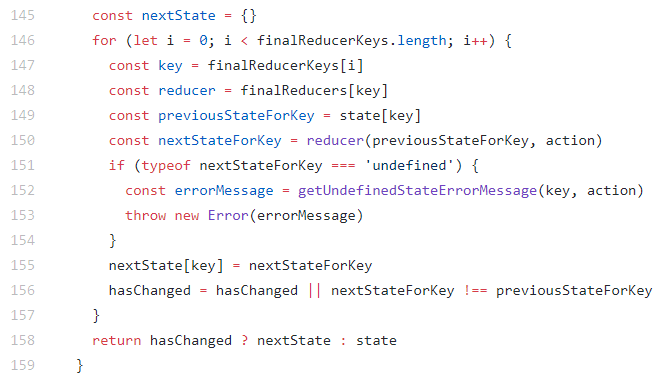 145 const nextState = {}
146 for (let i = 0; i < finalReducerKeys.length; i++) {
147 const key = finalReducerKeys[i]
148 const reducer = finalReducers[key]
149 const previousStateForKey = state[key]
150 const nextStateForKey = reducer(previousStateForKey, action)
151 if (typeof nextStateForKey === 'undefined') {
152 const errorMessage = getUndefinedStateErrorMessage(key, action)
153 throw new Error(errorMessage)
154 }
155 nextState[key] = nextStateForKey
156 hasChanged = hasChanged || nextStateForKey !== previousStateForKey
157 }
158 return hasChanged ? nextState : state
159 }